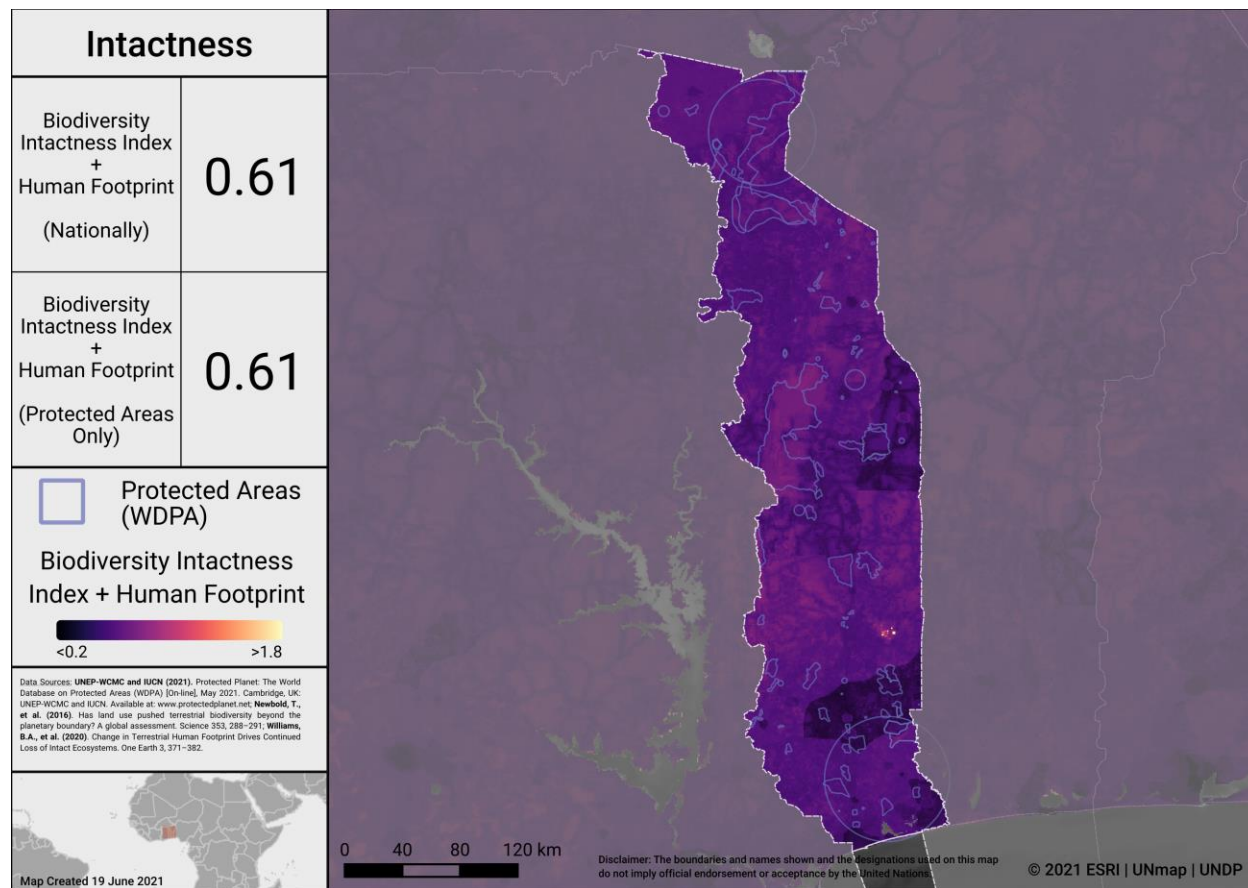 Intactness
Biodiversity
Intactness Index
+
Human Footprint
(Nationally)
0.61
Biodiversity
Intactness Index
+
Human Footprint
(Protected Areas
Only)
0.61
Protected Areas
(WDPA)
Biodiversity Intactness
Index + Human Footprint
<0.2
>1.8
Data Sources: UNEP-WCMC and IUCN (2021). Protected Planet: The World
Database on Protected Areas (WDPA) [On-line], May 2021. Cambridge, UK:
UNEP-WCMC and IUCN. Available at: www.protectedplanet.net; Newbold, T.,
et al. (2016). Has land use pushed terrestrial biodiversity beyond the
planetary boundary? A global assessment. Science 353, 288–291; Williams,
B.A., et al. (2020). Change in Terrestrial Human Footprint Drives Continued
Loss of Intact Ecosystems. One Earth 3, 371–382.
Map Created 19 June 2021
0 40 80 120 km
Disclaimer: The boundaries and names shown and the designations used on this map
do not imply official endorsement or acceptance by the United Nations.
© 2021 ESRI | UNmap | UNDP